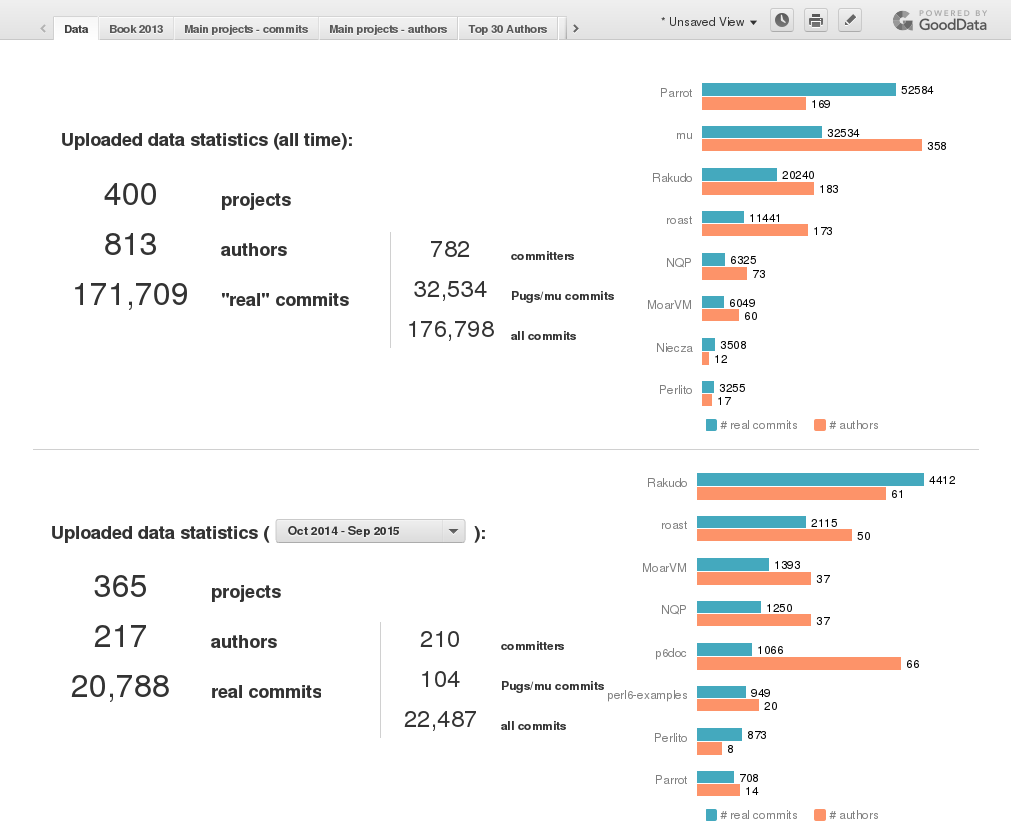 Data Book 2013 Main projects - commits Main projects - authors Top 30 Authors * Unsaved View POWERED BY GoodData
Uploaded data statistics (all time):
400 projects
813 authors
171,709 "real" commits
782 committers
32,534 Pugs/mu commits
176,798 all commits
Parrot 52584
169
mu 32534
358
Rakudo 20240
183
roast 11441
173
NQP 6325
73
MoarVM 6049
60
Niecza 3508
12
Perlito 3255
17
# real commits # authors
Uploaded data statistics ( Oct 2014 - Sep 2015 ):
365 projects
217 authors
20,788 real commits
210 committers
104 Pugs/mu commits
22,487 all commits
Rakudo 4412
61
roast 2115
50
MoarVM 1393
37
NQP 1250
37
p6doc 1066
66
perl6-examples 949
20
Perlito 873
8
Parrot 708
14
# real commits # authors